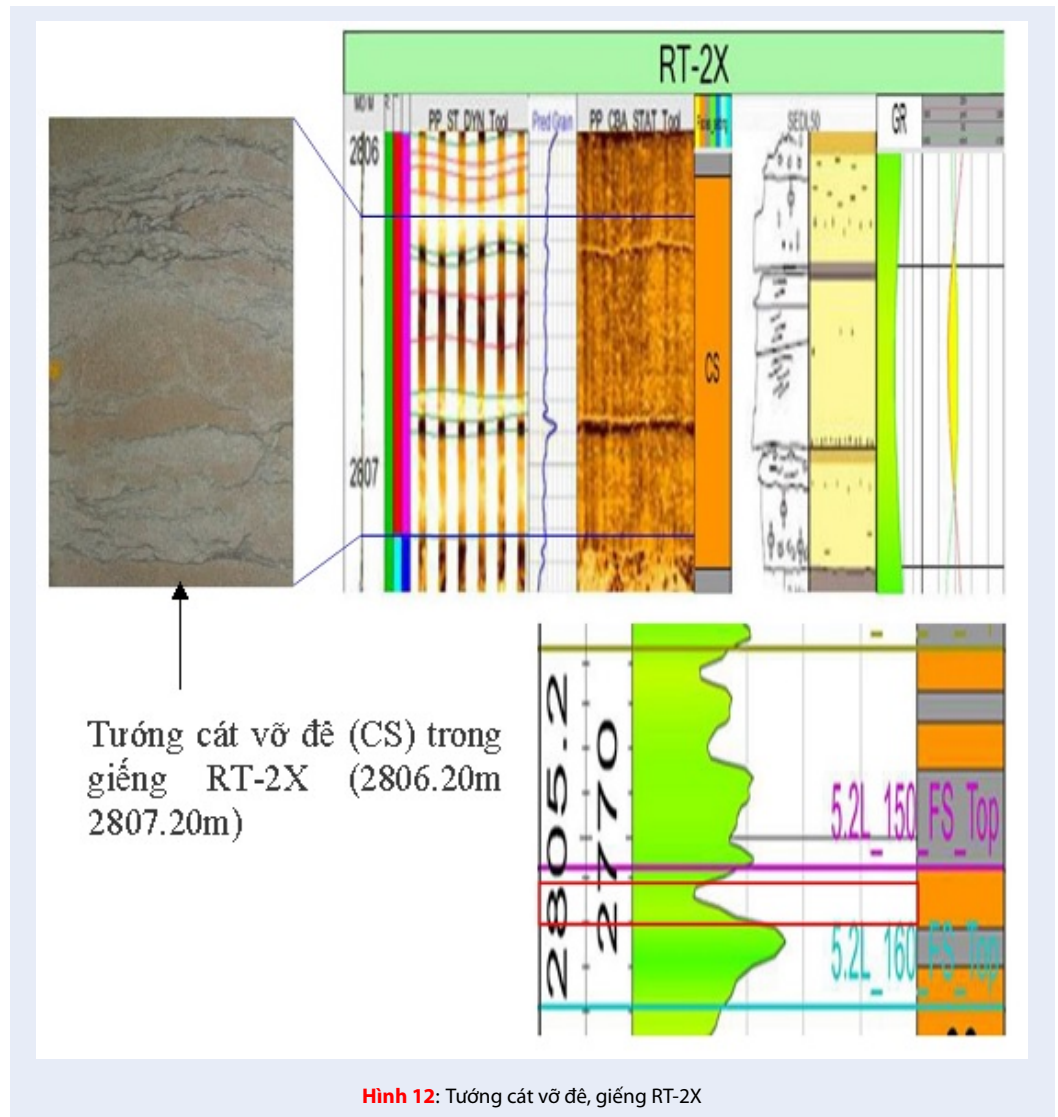 RT-2X
MD M
PP_ST_DYN_Tool
Pred Grain
PP_CBA_STAT_Tool
SEDL50
GR
2806
2807
CS
Tướng cát vỡ đê (CS) trong
giếng RT-2X (2806.20m
2807.20m)
2805.2
2770
5.2L_150_FS_Top
5.2L_160_FS_Top
Hình 12: Tướng cát vỡ đê, giếng RT-2X